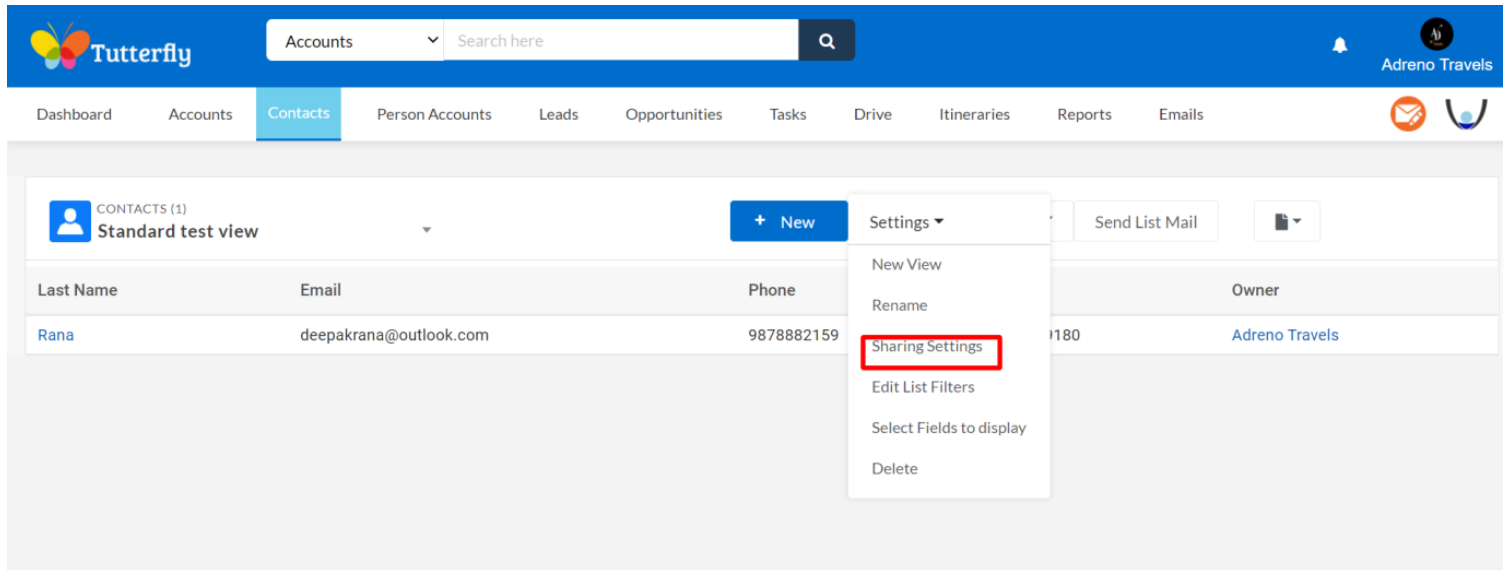 Tutterfly
Accounts
Search here
Adreno Travels
Dashboard Accounts Contacts Person Accounts Leads Opportunities Tasks Drive Itineraries Reports Emails
CONTACTS (1)
Standard test view
+ New
Settings
Send List Mail
New View
Rename
Sharing Settings
Edit List Filters
Select Fields to display
Delete
Last Name Email Phone Owner
Rana deepakrana@outlook.com 9878882159 9180 Adreno Travels